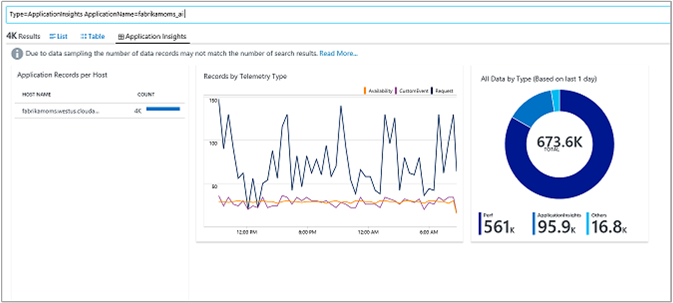 Type=ApplicationInsights ApplicationName=fabrikamoms_ai
4K Results List Table Application Insights
Due to data sampling the number of data records may not match the number of search results. Read More...
Application Records per Host
HOST NAME COUNT
fabrikamoms.westus.clouda... 4K
Records by Telemetry Type
Availability CustomEvent Request
150
100
50
12:00 PM 6:00 PM 12:00 AM 6:00 AM
All Data by Type (Based on last 1 day)
673.6K
TOTAL
Perf ApplicationInsights Others
561K 95.9K 16.8K